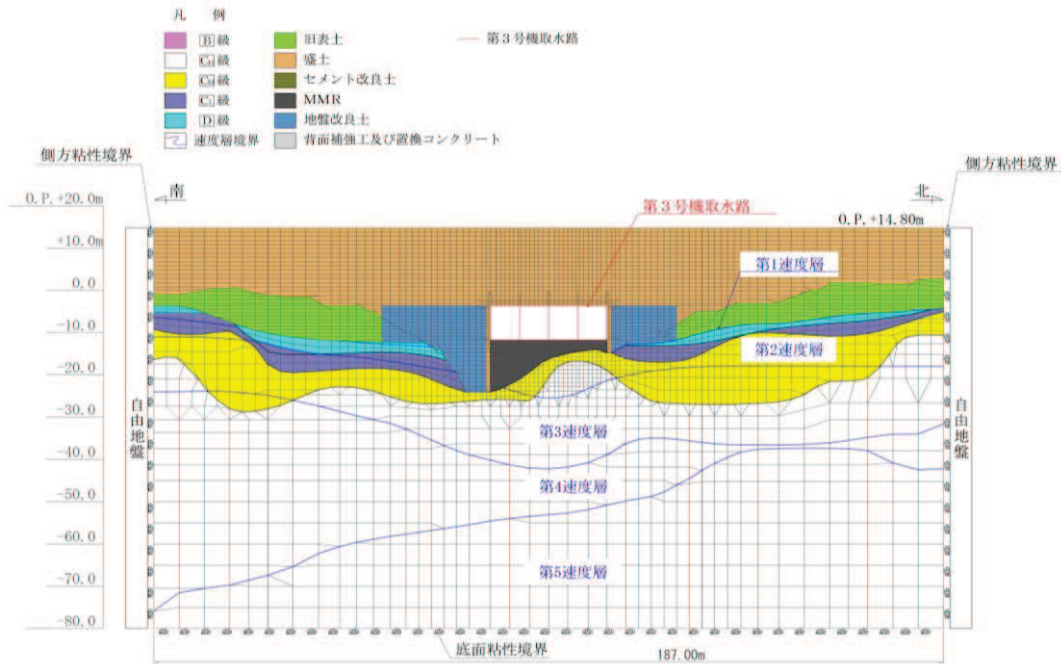 凡 例
B級
CH級
CM級
CL級
D級
速度層境界
旧表土
盛土
セメント改良土
MMR
地盤改良土
背面補強工及び置換コンクリート
第3号機取水路
側方粘性境界
側方粘性境界
O.P.+20.0m
南
北
第3号機取水路
O.P.+14.80m
+10.0m
0.0
-10.0
-20.0
-30.0
-40.0
-50.0
-60.0
-70.0
-80.0
第1速度層
第2速度層
第3速度層
第4速度層
第5速度層
自由地盤
自由地盤
底面粘性境界
187.00m